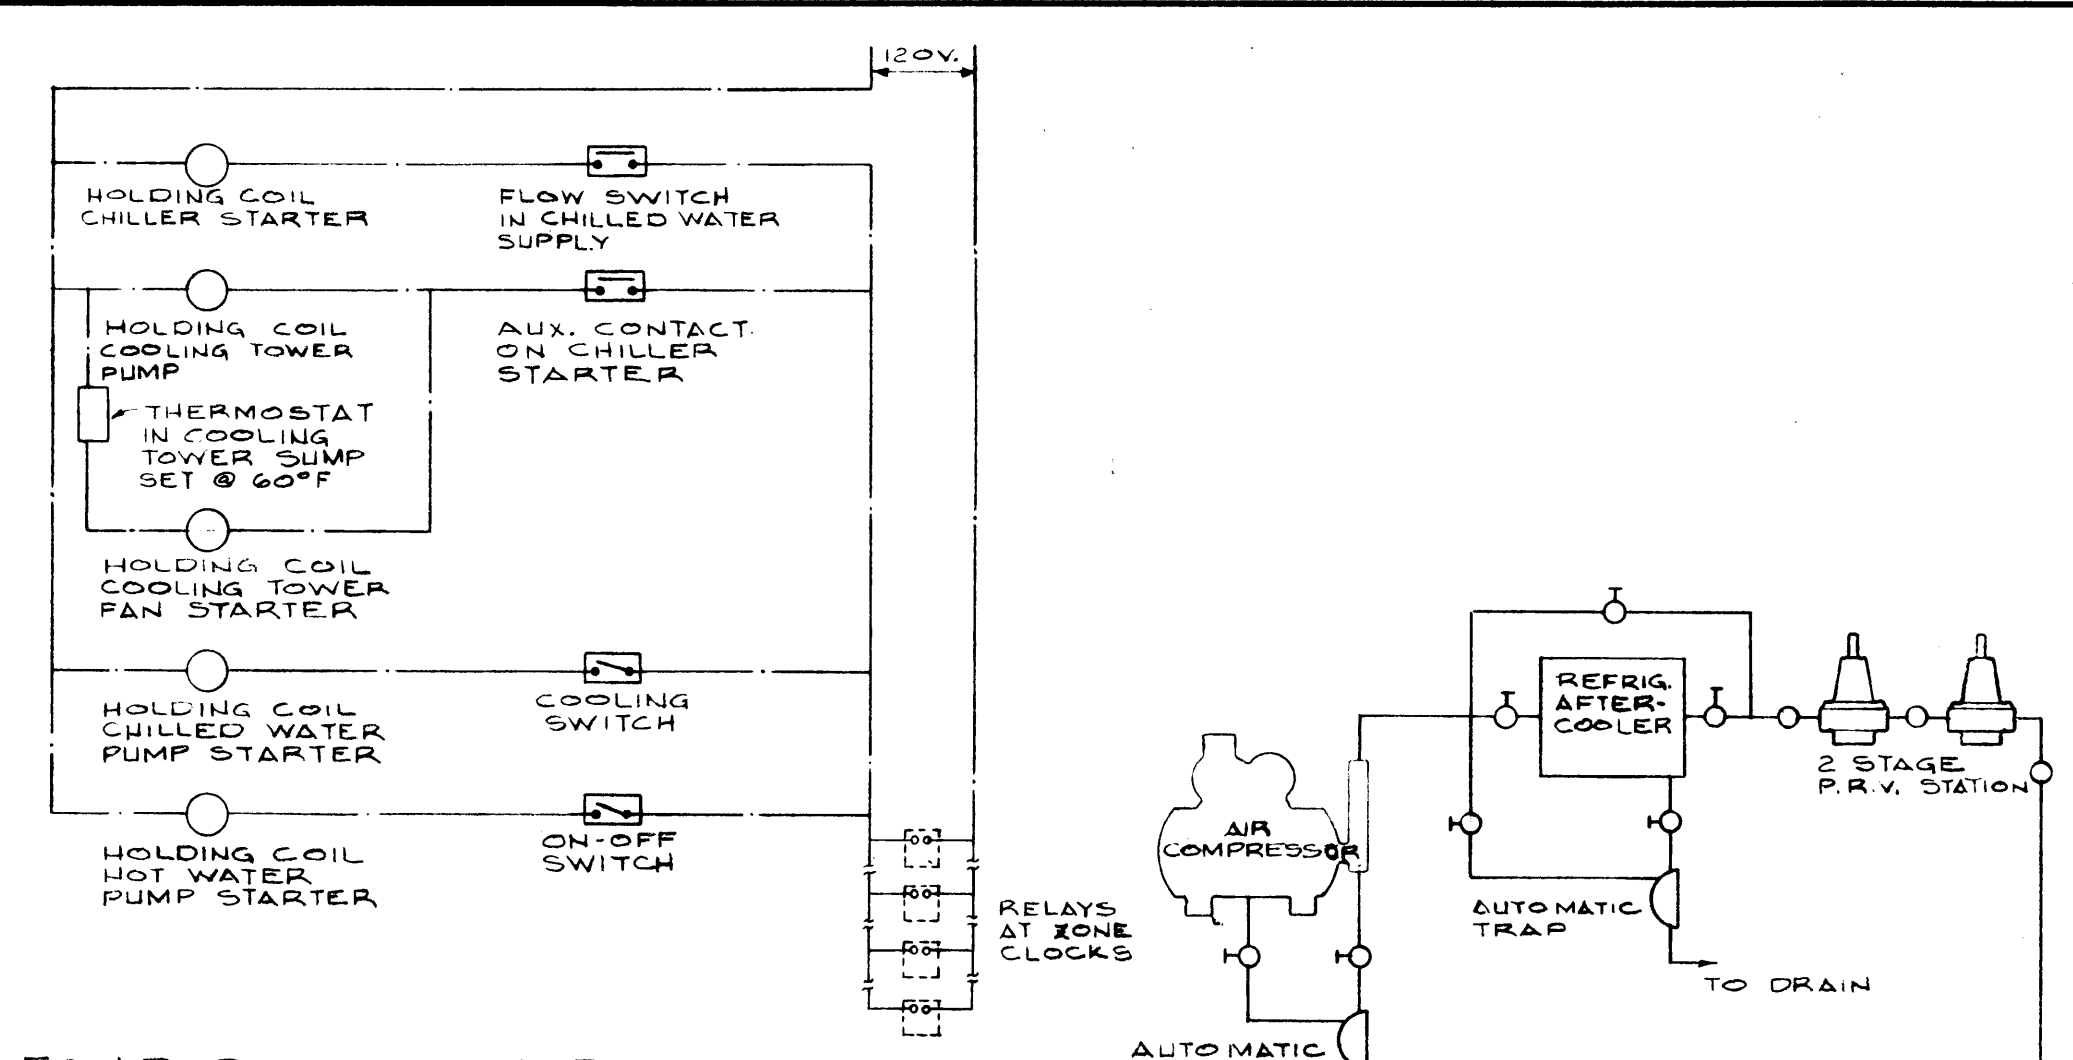 120V.
HOLDING COIL
CHILLER STARTER
FLOW SWITCH
IN CHILLED WATER
SUPPLY
HOLDING COIL
COOLING TOWER
PUMP
AUX. CONTACT
ON CHILLER
STARTER
THERMOSTAT
IN COOLING
TOWER SUMP
SET @ 60°F
HOLDING COIL
COOLING TOWER
FAN STARTER
HOLDING COIL
CHILLED WATER
PUMP STARTER
COOLING
SWITCH
HOLDING COIL
HOT WATER
PUMP STARTER
ON-OFF
SWITCH
RELAYS
AT ZONE
CLOCKS
AIR
COMPRESSOR
REFRIG.
AFTER-
COOLER
2 STAGE
P.R.V. STATION
AUTOMATIC
TRAP
TO DRAIN
AUTOMATIC